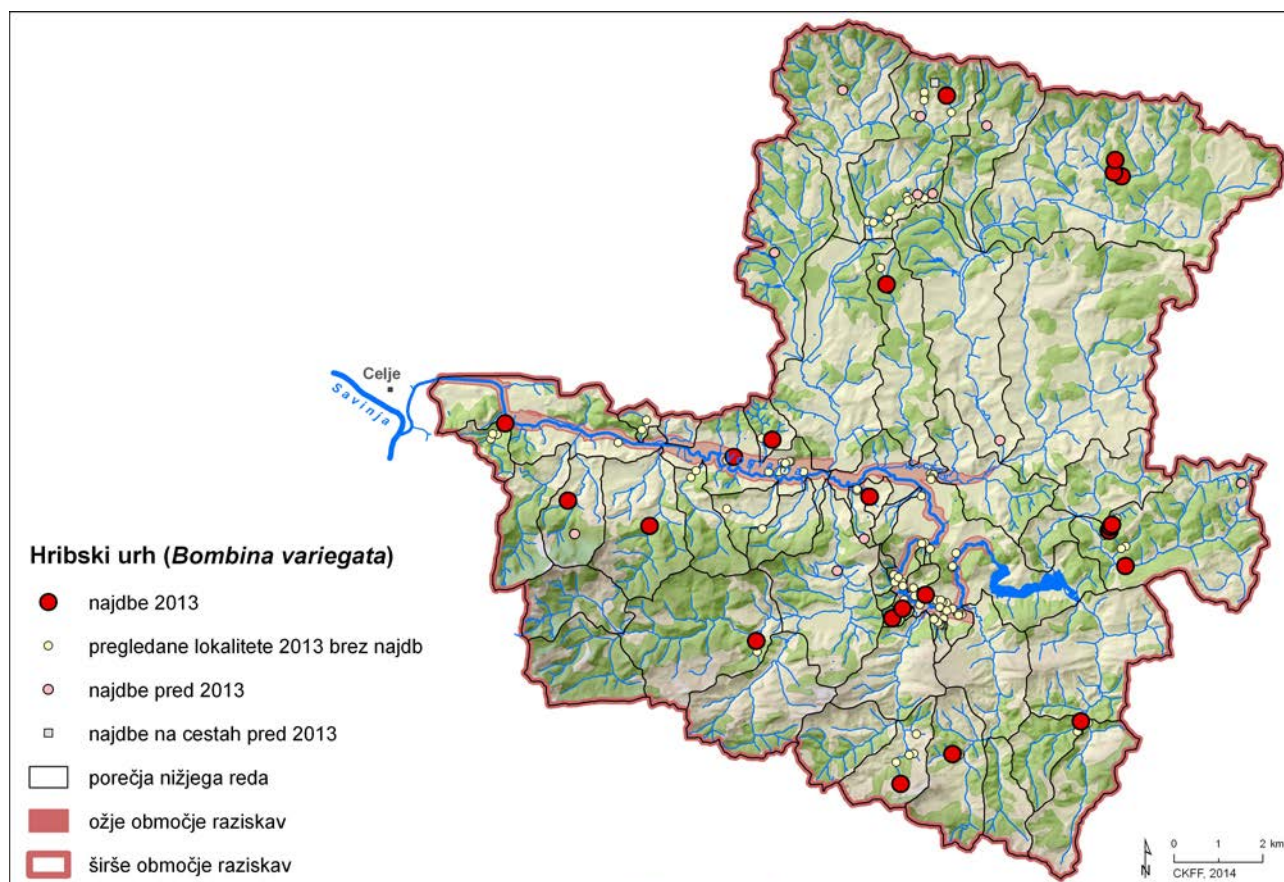 Celje
Savinja
Hribski urh (Bombina variegata)
najdbe 2013
pregledane lokalitete 2013 brez najdb
najdbe pred 2013
najdbe na cestah pred 2013
porečja nižjega reda
ožje območje raziskav
širše območje raziskav
N
0 1 2 km
CKFF, 2014